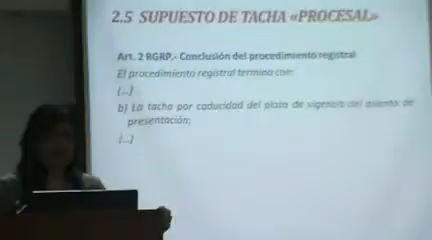 2.5 SUPUESTO DE TACHA «PROCESAL»
Art. 2 RGRP.- Conclusión del procedimiento registral
El procedimiento registral termina con:
(...)
b) La tacha por caducidad del plazo de vigencia del asiento de
presentación;
(...)